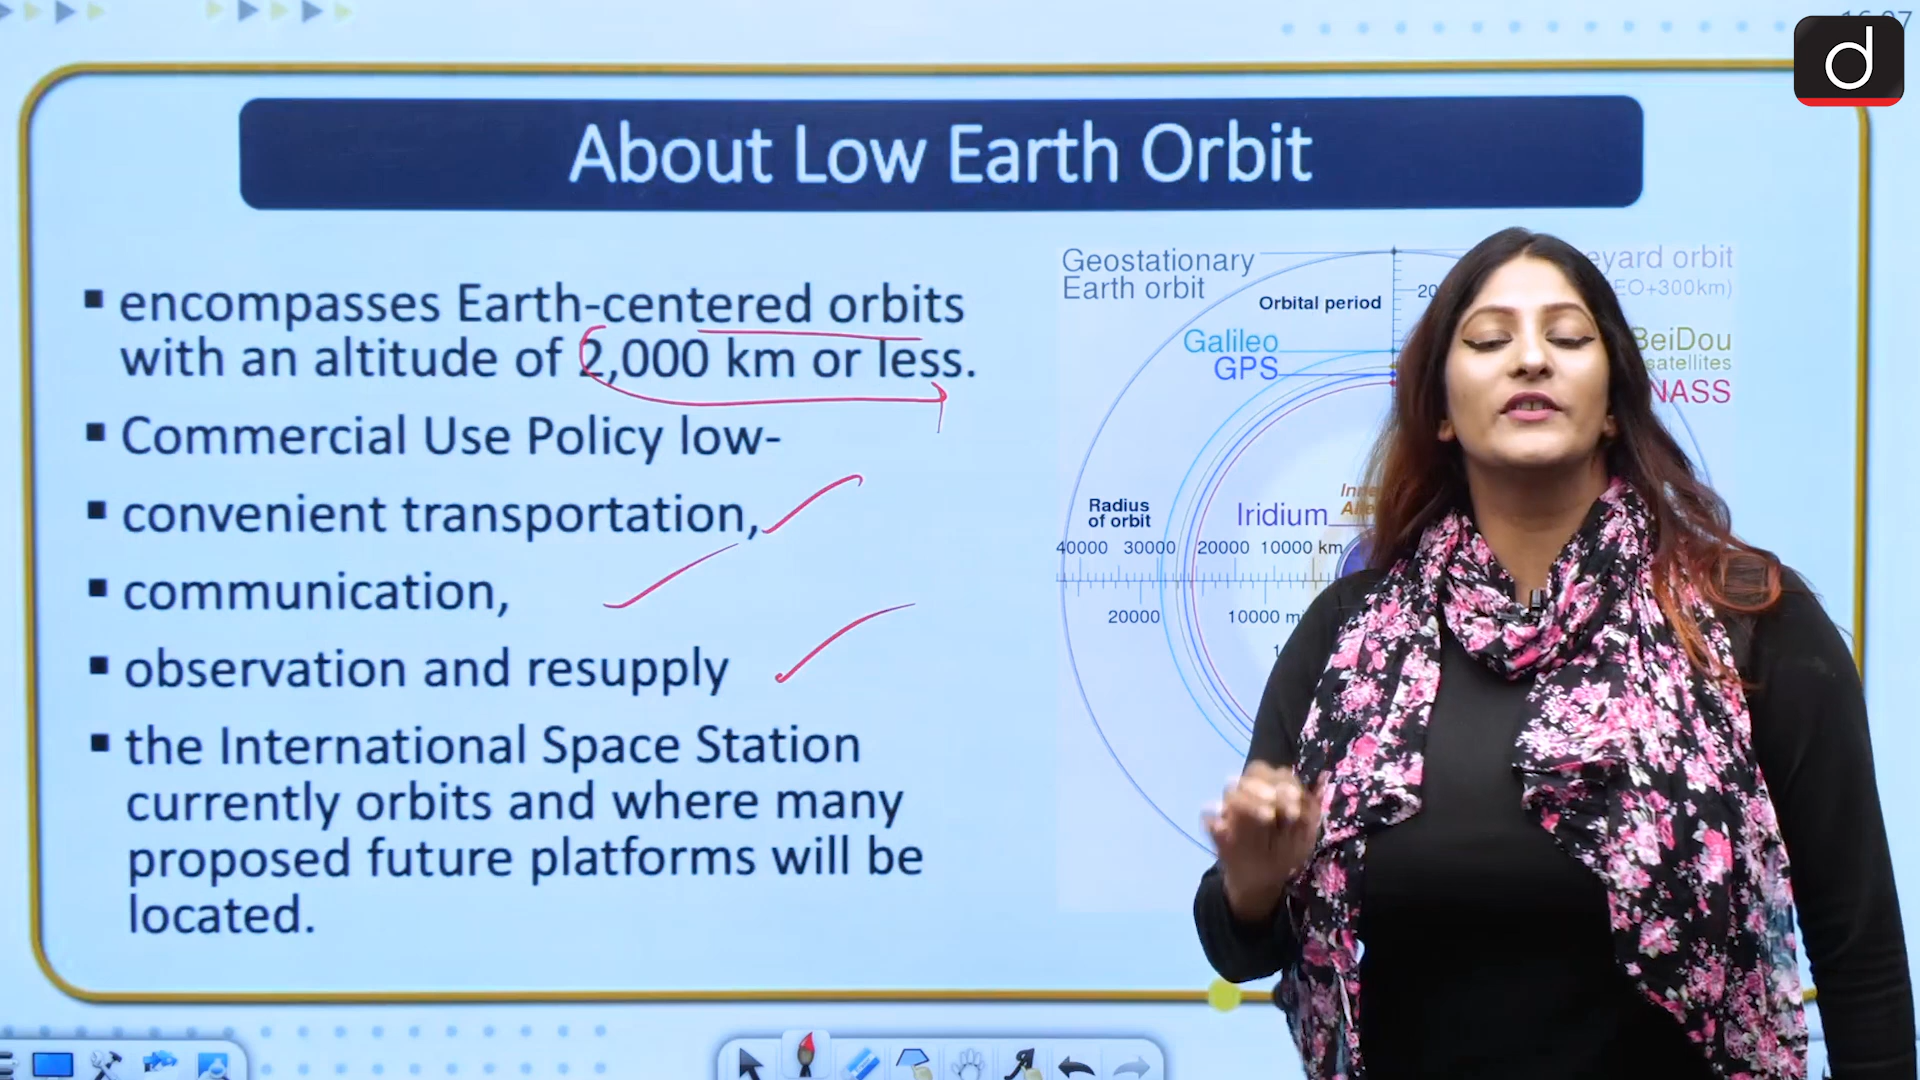 About Low Earth Orbit
encompasses Earth-centered orbits
with an altitude of 2,000 km or less.
Commercial Use Policy low-
convenient transportation,
communication,
observation and resupply
the International Space Station
currently orbits and where many
proposed future platforms will be
located.
Geostationary
Earth orbit
Orbital period
Galileo
GPS
BeiDou
satellites
Radius
of orbit
Iridium
40000 30000 20000 10000 km
20000 10000
d